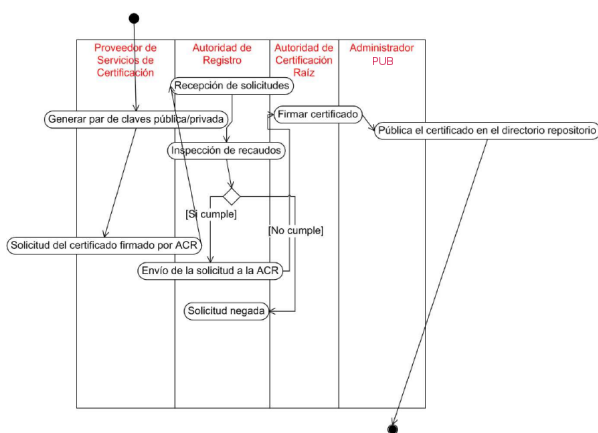 Proveedor de
Servicios de
Certificación
Autoridad de
Registro
Autoridad de
Certificación
Raíz
Administrador
PUB
Recepción de solicitudes
Generar par de claves pública/privada
Firmar certificado
Pública el certificado en el directorio repositorio
Inspección de recaudos
[Si cumple]
[No cumple]
Solicitud del certificado firmado por ACR
Envío de la solicitud a la ACR
Solicitud negada